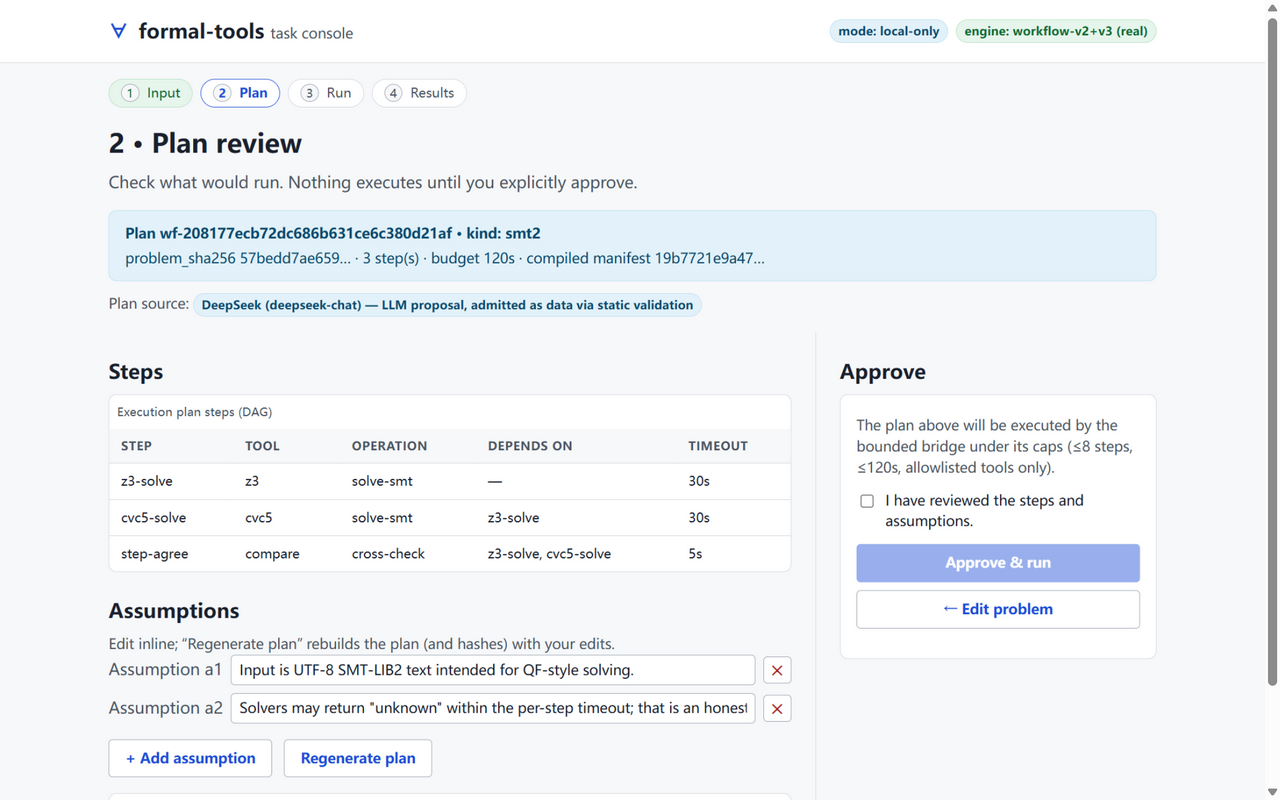 ∀ formal-tools task console
mode: local-only
engine: workflow-v2+v3 (real)
1 Input
2 Plan
3 Run
4 Results
2 • Plan review
Check what would run. Nothing executes until you explicitly approve.
Plan wf-208177ecb72dc686b631ce6c380d21af • kind: smt2
problem_sha256 57bedd7ae659… · 3 step(s) · budget 120s · compiled manifest 19b7721e9a47…
Plan source: DeepSeek (deepseek-chat) — LLM proposal, admitted as data via static validation
Steps
Execution plan steps (DAG)
STEP TOOL OPERATION DEPENDS ON TIMEOUT
z3-solve z3 solve-smt — 30s
cvc5-solve cvc5 solve-smt z3-solve 30s
step-agree compare cross-check z3-solve, cvc5-solve 5s
Assumptions
Edit inline; “Regenerate plan” rebuilds the plan (and hashes) with your edits.
Assumption a1 Input is UTF-8 SMT-LIB2 text intended for QF-style solving. ×
Assumption a2 Solvers may return "unknown" within the per-step timeout; that is an honest ×
+ Add assumption
Regenerate plan
Approve
The plan above will be executed by the
bounded bridge under its caps (≤8 steps,
≤120s, allowlisted tools only).
I have reviewed the steps and
assumptions.
Approve & run
← Edit problem